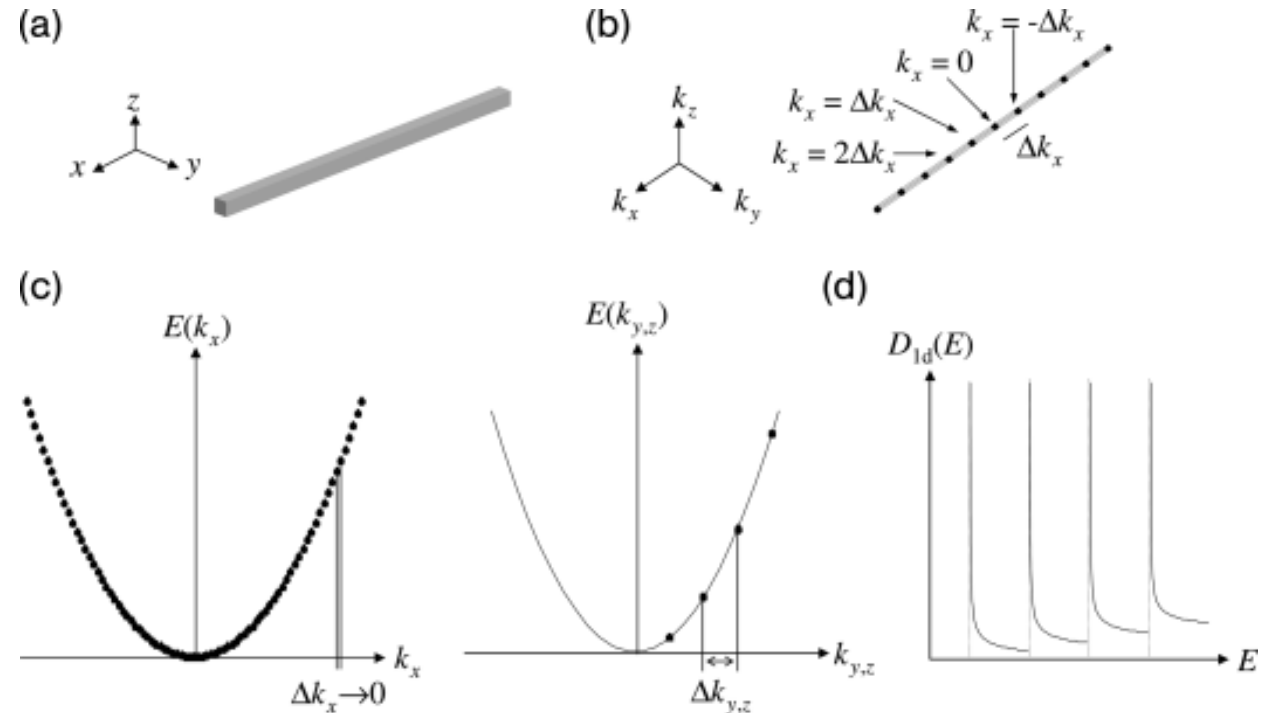 (a)
z
x
y
(b)
k_x = -Δk_x
k_x = 0
k_x = Δk_x
k_x = 2Δk_x
Δk_x
k_z
k_x
k_y
(c)
E(k_x)
k_x
Δk_x→0
E(k_y,z)
k_y,z
Δk_y,z
(d)
D_1d(E)
E